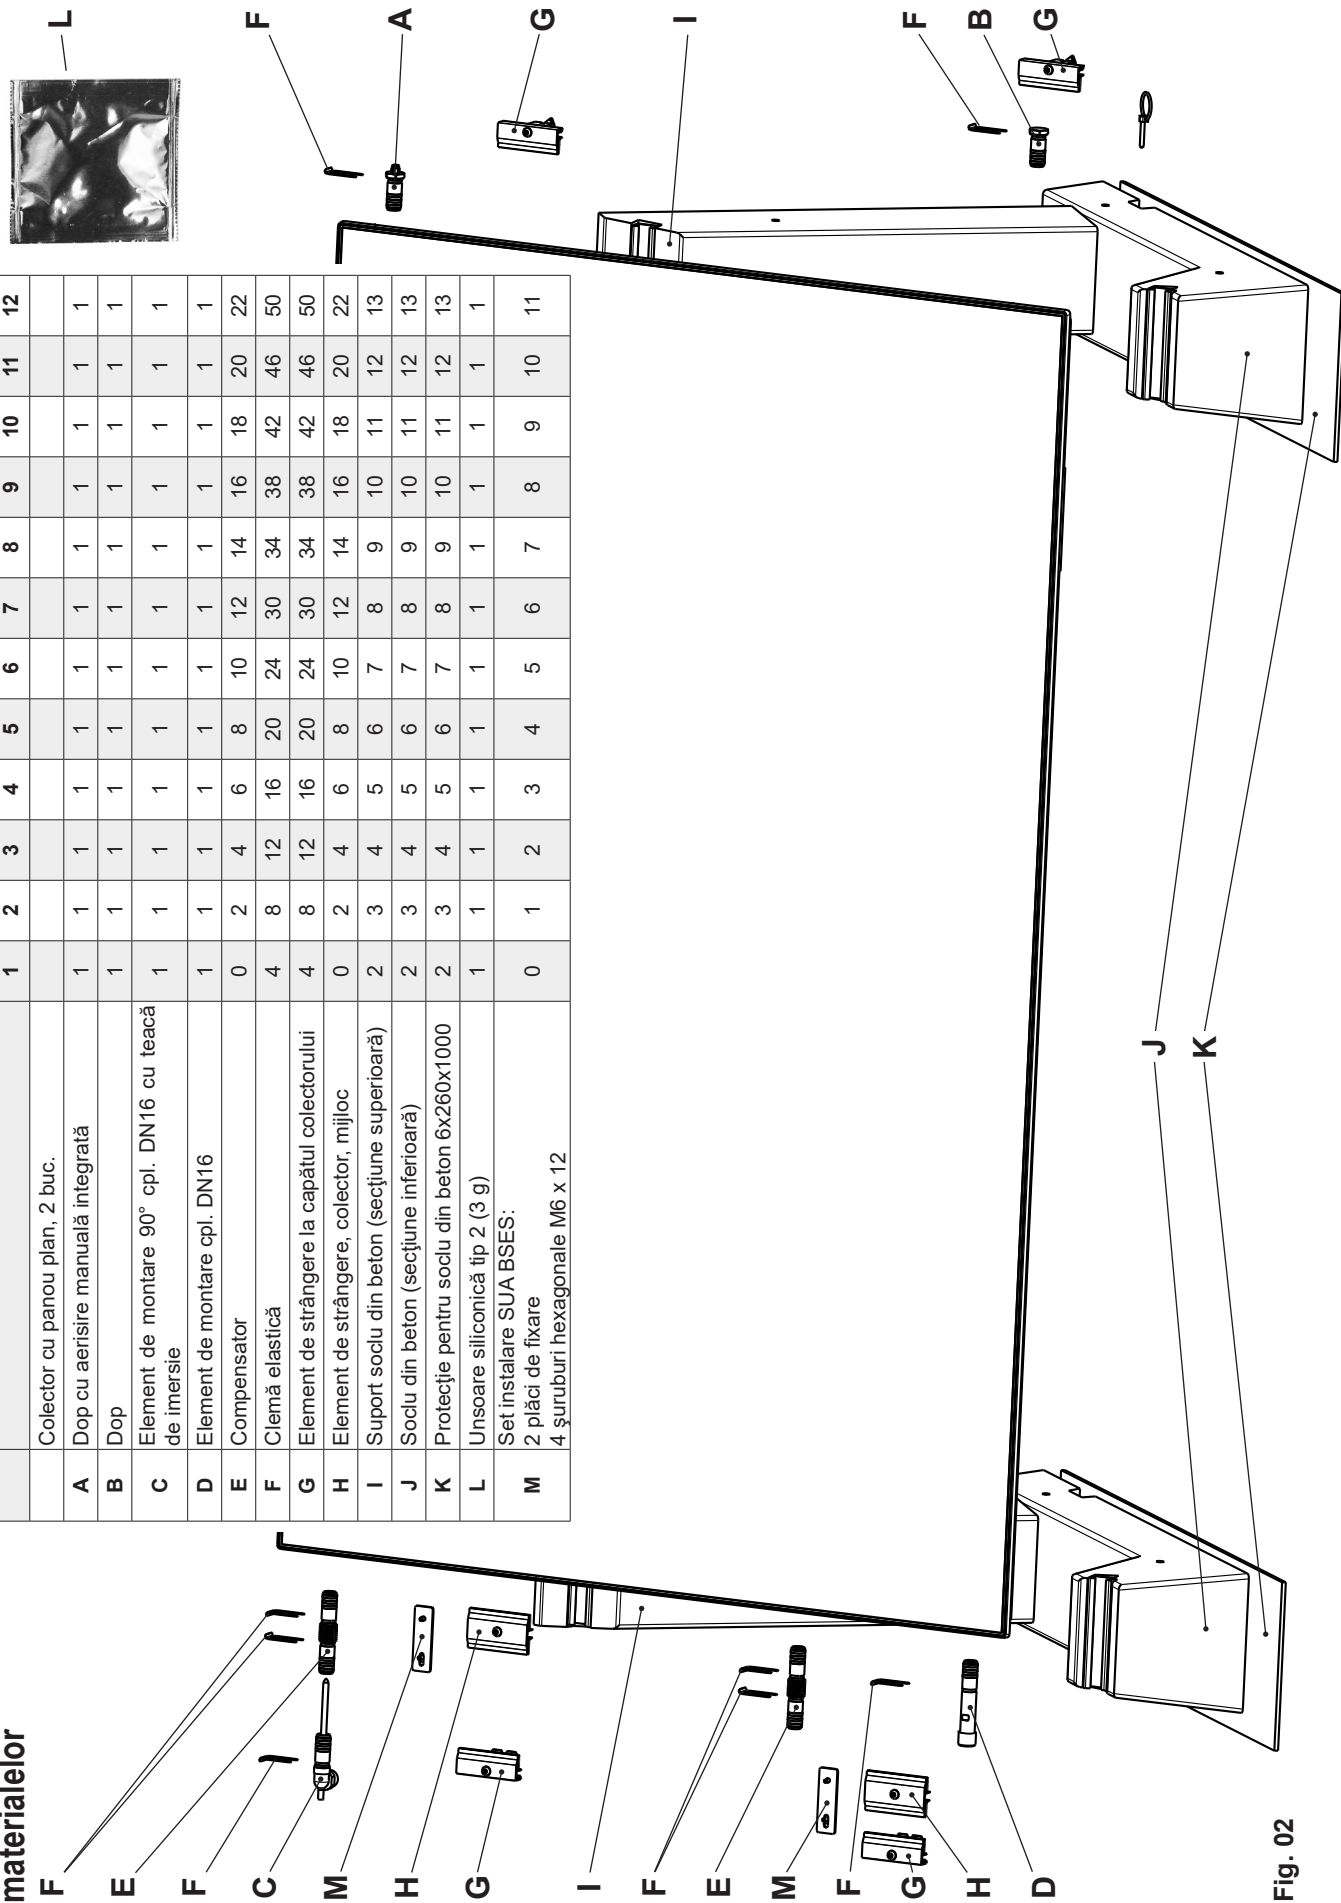 materialelor
1 2 3 4 5 6 7 8 9 10 11 12
Colector cu panou plan, 2 buc.
A Dop cu aerisire manuală integrată 1 1 1 1 1 1 1 1 1 1 1 1
B Dop 1 1 1 1 1 1 1 1 1 1 1 1
C Element de montare 90° cpl. DN16 cu teacă
de imersie 1 1 1 1 1 1 1 1 1 1 1 1
D Element de montare cpl. DN16 1 1 1 1 1 1 1 1 1 1 1 1
E Compensator 0 2 4 6 8 10 12 14 16 18 20 22
F Clemă elastică 4 8 12 16 20 24 30 34 38 42 46 50
G Element de strângere la capătul colectorului 4 8 12 16 20 24 30 34 38 42 46 50
H Element de strângere, colector, mijloc 0 2 4 6 8 10 12 14 16 18 20 22
I Suport soclu din beton (secţiune superioară) 2 3 4 5 6 7 8 9 10 11 12 13
J Soclu din beton (secţiune inferioară) 2 3 4 5 6 7 8 9 10 11 12 13
K Protecţie pentru soclu din beton 6x260x1000 2 3 4 5 6 7 8 9 10 11 12 13
L Unsoare siliconică tip 2 (3 g) 1 1 1 1 1 1 1 1 1 1 1 1
M Set instalare SUA BSES:
2 plăci de fixare 0 1 2 3 4 5 6 7 8 9 10 11
4 şuruburi hexagonale M6 x 12
F
E
F
C
M
H
G
I
F
E
M
F
G
H
D
L
F
A
G
I
F
B
G
J
K
Fig. 02